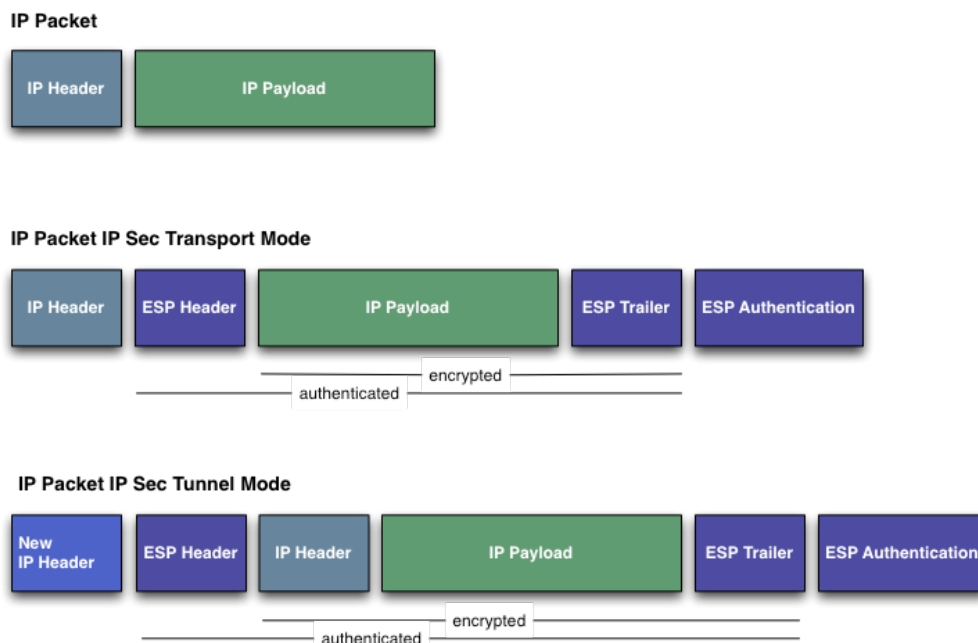 IP Packet
IP Header
IP Payload
IP Packet IP Sec Transport Mode
IP Header
ESP Header
IP Payload
ESP Trailer
ESP Authentication
encrypted
authenticated
IP Packet IP Sec Tunnel Mode
New
IP Header
ESP Header
IP Header
IP Payload
ESP Trailer
ESP Authentication
encrypted
authenticated